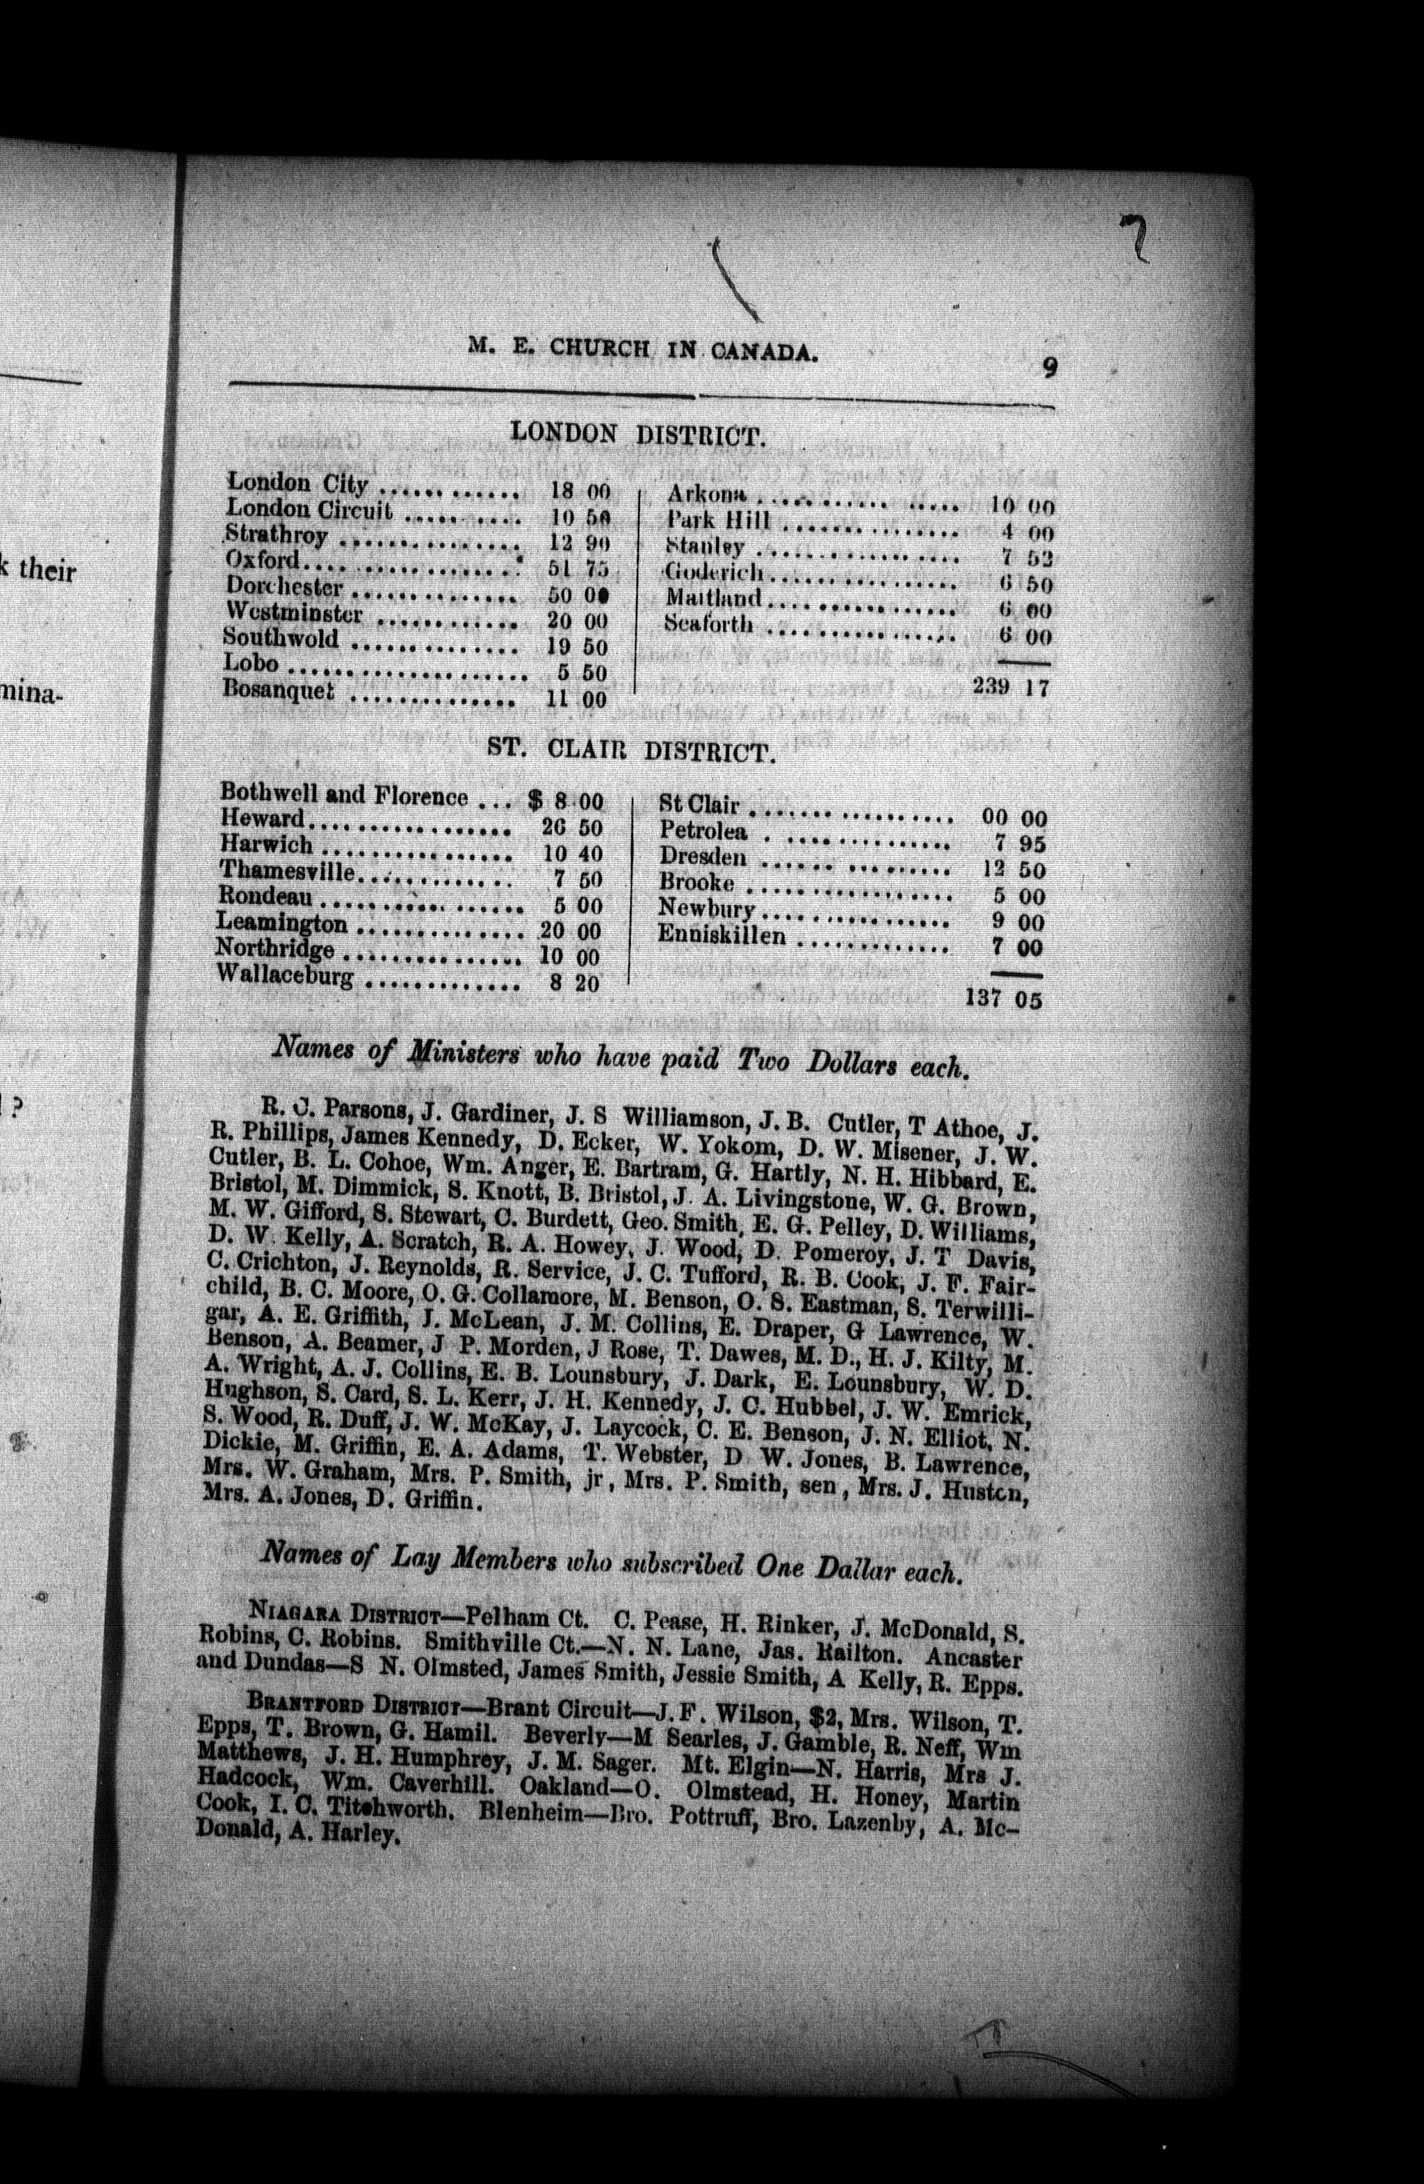 7
M. E. CHURCH IN CANADA.
9
LONDON DISTRICT.
London City ............ 18 00
London Circuit .......... 10 50
Strathroy ............... 12 90
Oxford.................. 51 75
Dorchester .............. 50 00
Westminster ............ 20 00
Southwold .............. 19 50
Lobo .................... 5 50
Bosanquet .............. 11 00
Arkona ................. 10 00
Park Hill ............... 4 00
Stanley ................. 7 52
Goderich................ 6 50
Maitland................ 6 00
Seaforth ................ 6 00
239 17
ST. CLAIR DISTRICT.
Bothwell and Florence ... $ 8 00
Heward................. 26 50
Harwich ................ 10 40
Thamesville............. 7 50
Rondeau ................ 5 00
Leamington .............. 20 00
Northridge ............... 10 00
Wallaceburg ............. 8 20
St Clair ................. 00 00
Petrolea . .............. 7 95
Dresden ...... ......... 12 50
Brooke ................. 5 00
Newbury................ 9 00
Enniskillen ............. 7 00
137 05
Names of Ministers who have paid Two Dollars each.
R. C. Parsons, J. Gardiner, J. S Williamson, J. B. Cutler, T Athoe, J.
R. Phillips, James Kennedy, D. Ecker, W. Yokom, D. W. Misener, J. W.
Cutler, B. L. Cohoe, Wm. Anger, E. Bartram, G. Hartly, N. H. Hibbard, E.
Bristol, M. Dimmick, S. Knott, B. Bristol, J. A. Livingstone, W. G. Brown,
M. W. Gifford, S. Stewart, C. Burdett, Geo. Smith, E. G. Pelley, D. Williams,
D. W. Kelly, A. Scratch, R. A. Howey, J. Wood, D. Pomeroy, J. T Davis,
C. Crichton, J. Reynolds, R. Service, J. C. Tufford, R. B. Cook, J. F. Fair-
child, B. C. Moore, O. G. Collamore, M. Benson, O. S. Eastman, S. Terwilli-
gar, A. E. Griffith, J. McLean, J. M. Collins, E. Draper, G Lawrence, W.
Benson, A. Beamer, J P. Morden, J Rose, T. Dawes, M. D., H. J. Kilty, M.
A. Wright, A. J. Collins, E. B. Lounsbury, J. Dark, E. Lounsbury, W. D.
Hughson, S. Card, S. L. Kerr, J. H. Kennedy, J. C. Hubbel, J. W. Emrick,
S. Wood, R. Duff, J. W. McKay, J. Laycock, C. E. Benson, J. N. Elliot, N.
Dickie, M. Griffin, E. A. Adams, T. Webster, D W. Jones, B. Lawrence,
Mrs. W. Graham, Mrs. P. Smith, jr, Mrs. P. Smith, sen, Mrs. J. Husten,
Mrs. A. Jones, D. Griffin.
Names of Lay Members who subscribed One Dallar each.
NIAGARA DISTRICT—Pelham Ct. C. Pease, H. Rinker, J. McDonald, S.
Robins, C. Robins. Smithville Ct.—N. N. Lane, Jas. Railton. Ancaster
and Dundas—S N. Olmsted, James Smith, Jessie Smith, A Kelly, R. Epps.
BRANTFORD DISTRICT—Brant Circuit—J. F. Wilson, $2, Mrs. Wilson, T.
Epps, T. Brown, G. Hamil. Beverly—M Searles, J. Gamble, R. Neff, Wm
Matthews, J. H. Humphrey, J. M. Sager. Mt. Elgin—N. Harris, Mrs J.
Hadcock, Wm. Caverhill. Oakland—O. Olmstead, H. Honey, Martin
Cook, I. C. Titchworth. Blenheim—Bro. Pottruff, Bro. Lazenby, A. Mc-
Donald, A. Harley.
their
mina-
?